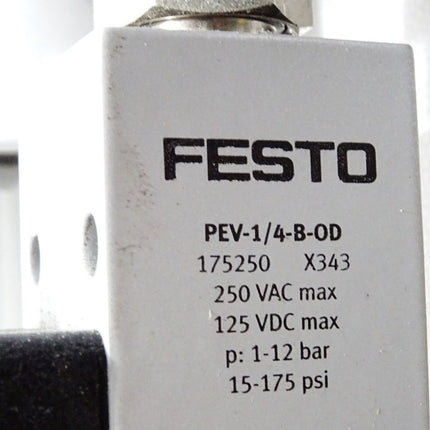 FESTO
PEV-1/4-B-OD
175250 X343
250 VAC max
125 VDC max
p: 1-12 bar
15-175 psi